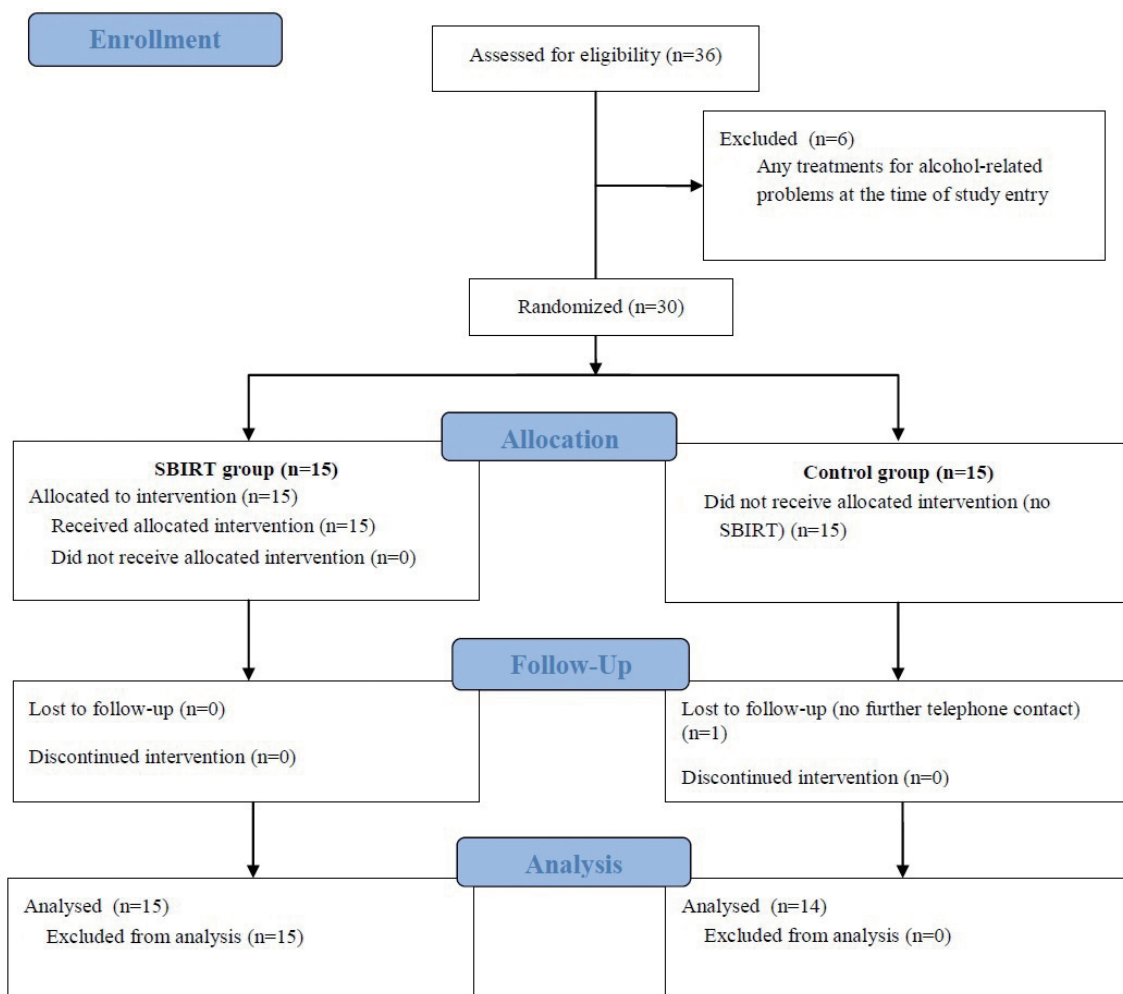 Enrollment
Assessed for eligibility (n=36)
Excluded  (n=6)
Any treatments for alcohol-related
problems at the time of study entry
Randomized (n=30)
Allocation
SBIRT group (n=15)
Allocated to intervention (n=15)
Received allocated intervention (n=15)
Did not receive allocated intervention (n=0)
Control group (n=15)
Did not receive allocated intervention (no
SBIRT) (n=15)
Follow-Up
Lost to follow-up (n=0)
Discontinued intervention (n=0)
Lost to follow-up (no further telephone contact)
(n=1)
Discontinued intervention (n=0)
Analysis
Analysed (n=15)
Excluded from analysis (n=15)
Analysed  (n=14)
Excluded from analysis (n=0)